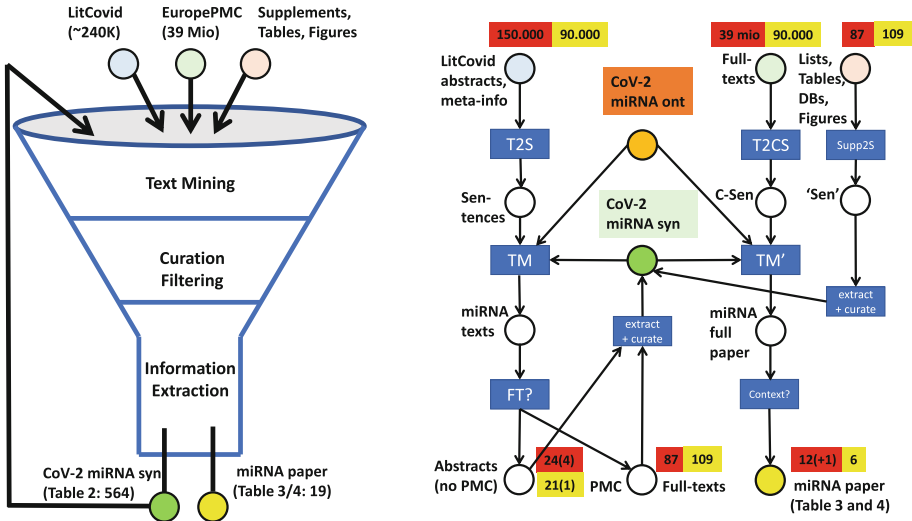 LitCovid
(~240K)
EuropePMC
(39 Mio)
Supplements,
Tables, Figures
Text Mining
Curation
Filtering
Information
Extraction
CoV-2 miRNA syn
(Table 2: 564)
miRNA paper
(Table 3/4: 19)
150.000 90.000
39 mio 90.000
87 109
LitCovid
abstracts,
meta-info
CoV-2
miRNA ont
Full-
texts
Lists,
Tables,
DBs,
Figures
T2S
T2CS
Supp2S
Sen-
tences
CoV-2
miRNA syn
C-Sen
‘Sen’
TM
TM’
miRNA
texts
extract
+ curate
miRNA
full
paper
extract
+ curate
FT?
Context?
24(4)
21(1)
87 109
12(+1) 6
Abstracts
(no PMC)
PMC
Full-texts
miRNA paper
(Table 3 and 4)